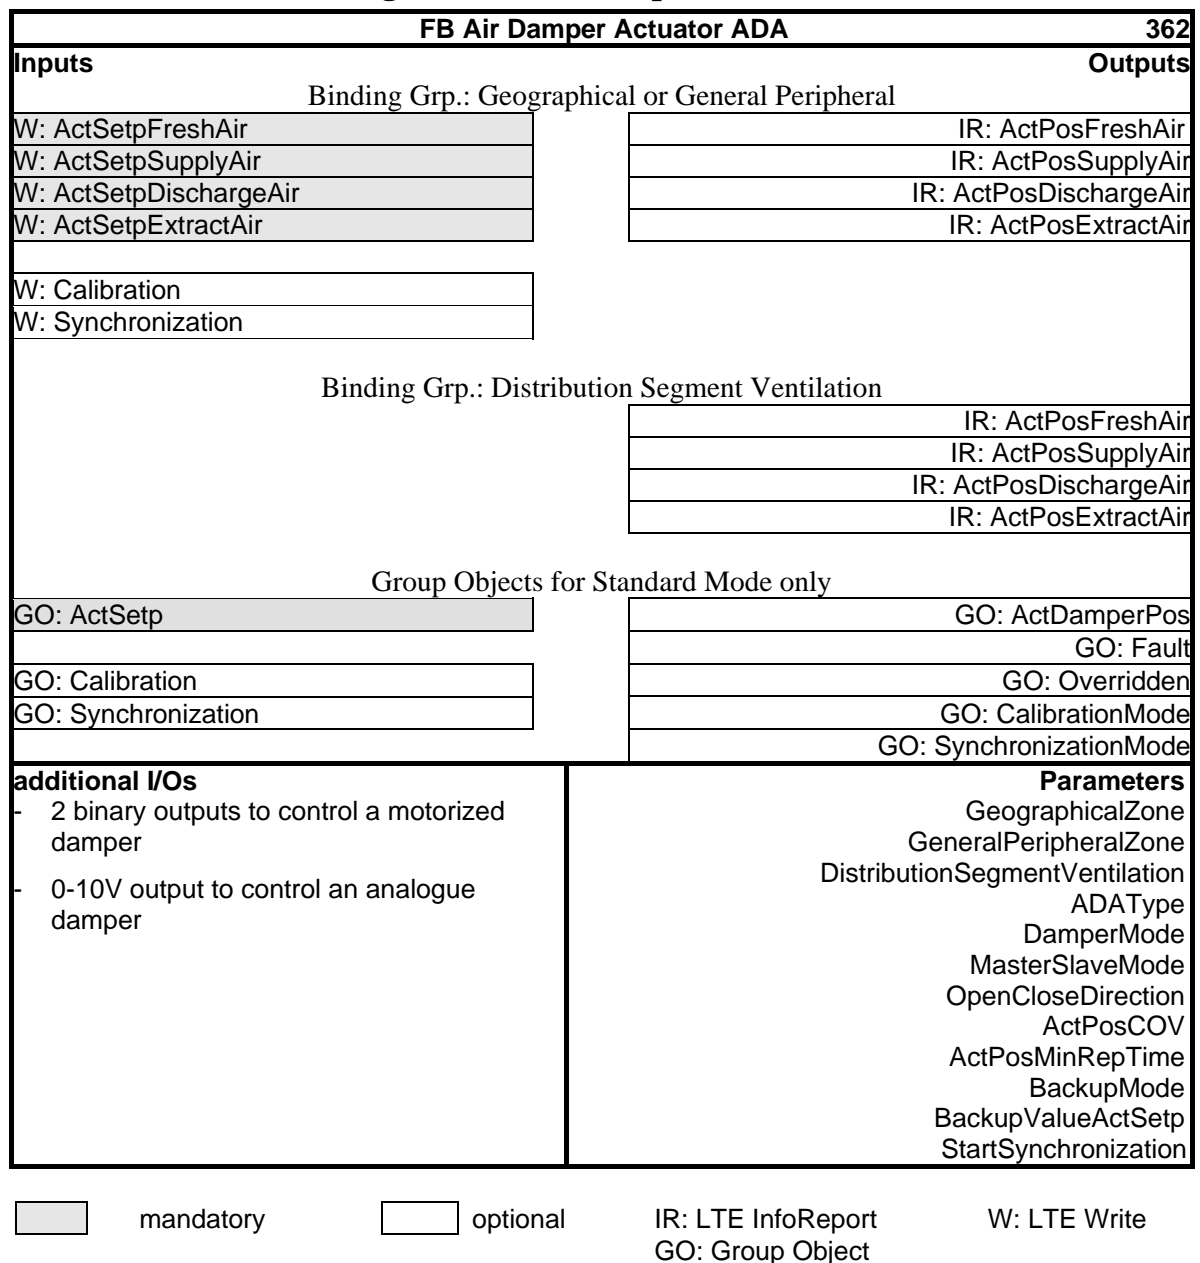 FB Air Damper Actuator ADA 362
Inputs Outputs
Binding Grp.: Geographical or General Peripheral
W: ActSetpFreshAir IR: ActPosFreshAir
W: ActSetpSupplyAir IR: ActPosSupplyAir
W: ActSetpDischargeAir IR: ActPosDischargeAir
W: ActSetpExtractAir IR: ActPosExtractAir
W: Calibration
W: Synchronization
Binding Grp.: Distribution Segment Ventilation
IR: ActPosFreshAir
IR: ActPosSupplyAir
IR: ActPosDischargeAir
IR: ActPosExtractAir
Group Objects for Standard Mode only
GO: ActSetp GO: ActDamperPos
GO: Fault
GO: Calibration GO: Overridden
GO: Synchronization GO: CalibrationMode
GO: SynchronizationMode
additional I/Os
- 2 binary outputs to control a motorized
damper
- 0-10V output to control an analogue
damper
Parameters
GeographicalZone
GeneralPeripheralZone
DistributionSegmentVentilation
ADAType
DamperMode
MasterSlaveMode
OpenCloseDirection
ActPosCOV
ActPosMinRepTime
BackupMode
BackupValueActSetp
StartSynchronization
mandatory optional IR: LTE InfoReport W: LTE Write
GO: Group Object